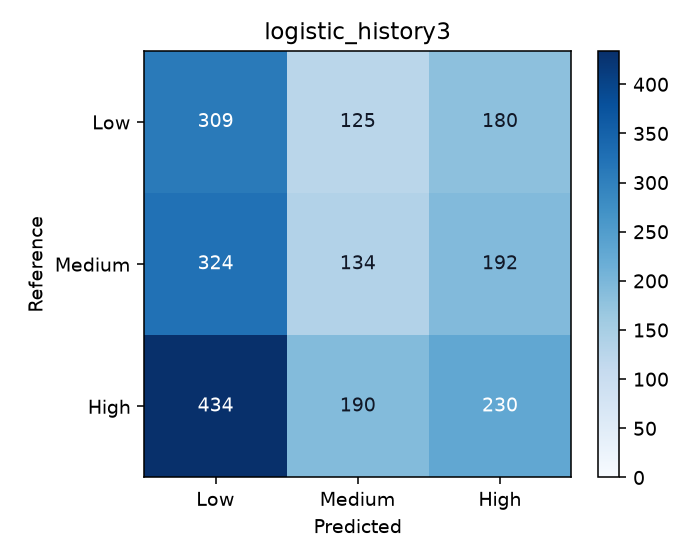 logistic_history3
Low 309 125 180
Medium 324 134 192
High 434 190 230
Low Medium High
Predicted
Reference
400
350
300
250
200
150
100
50
0